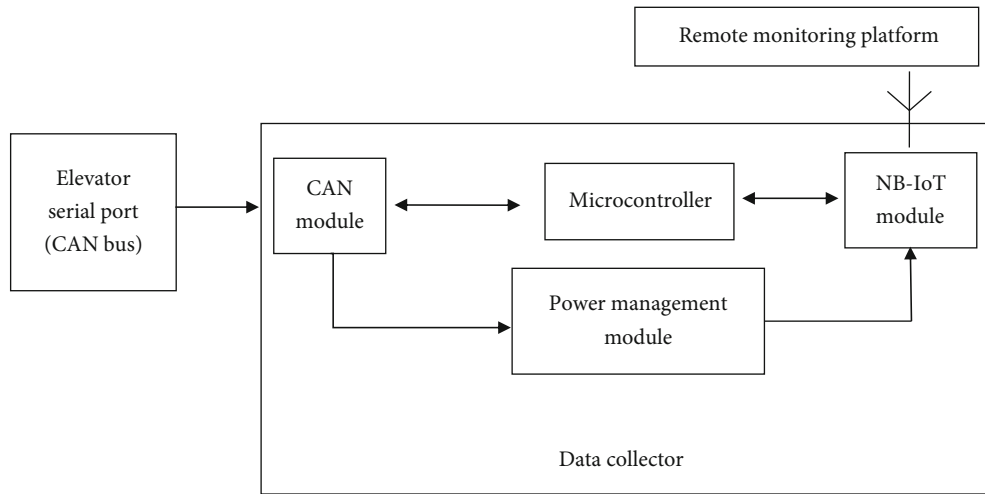 Remote monitoring platform
Elevator
serial port
(CAN bus)
CAN
module
Microcontroller
NB-IoT
module
Power management
module
Data collector